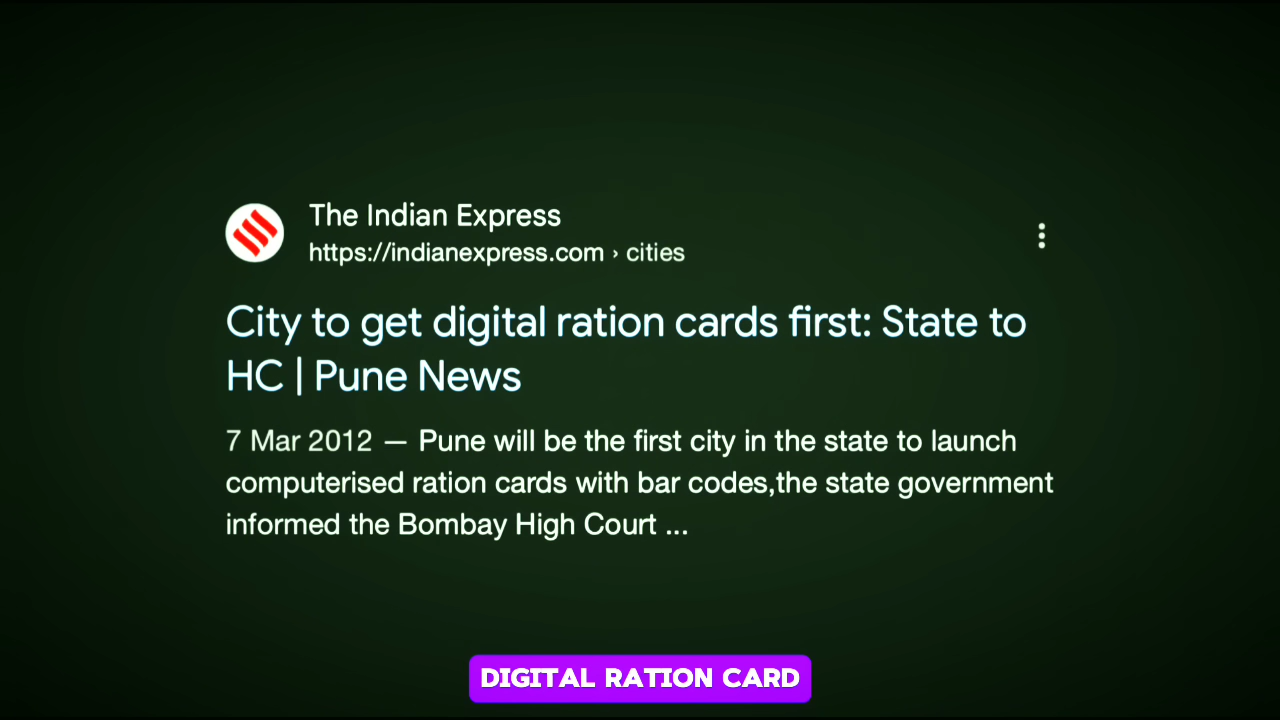 The Indian Express
https://indianexpress.com › cities
City to get digital ration cards first: State to
HC | Pune News
7 Mar 2012 — Pune will be the first city in the state to launch
computerised ration cards with bar codes,the state government
informed the Bombay High Court ...
DIGITAL RATION CARD